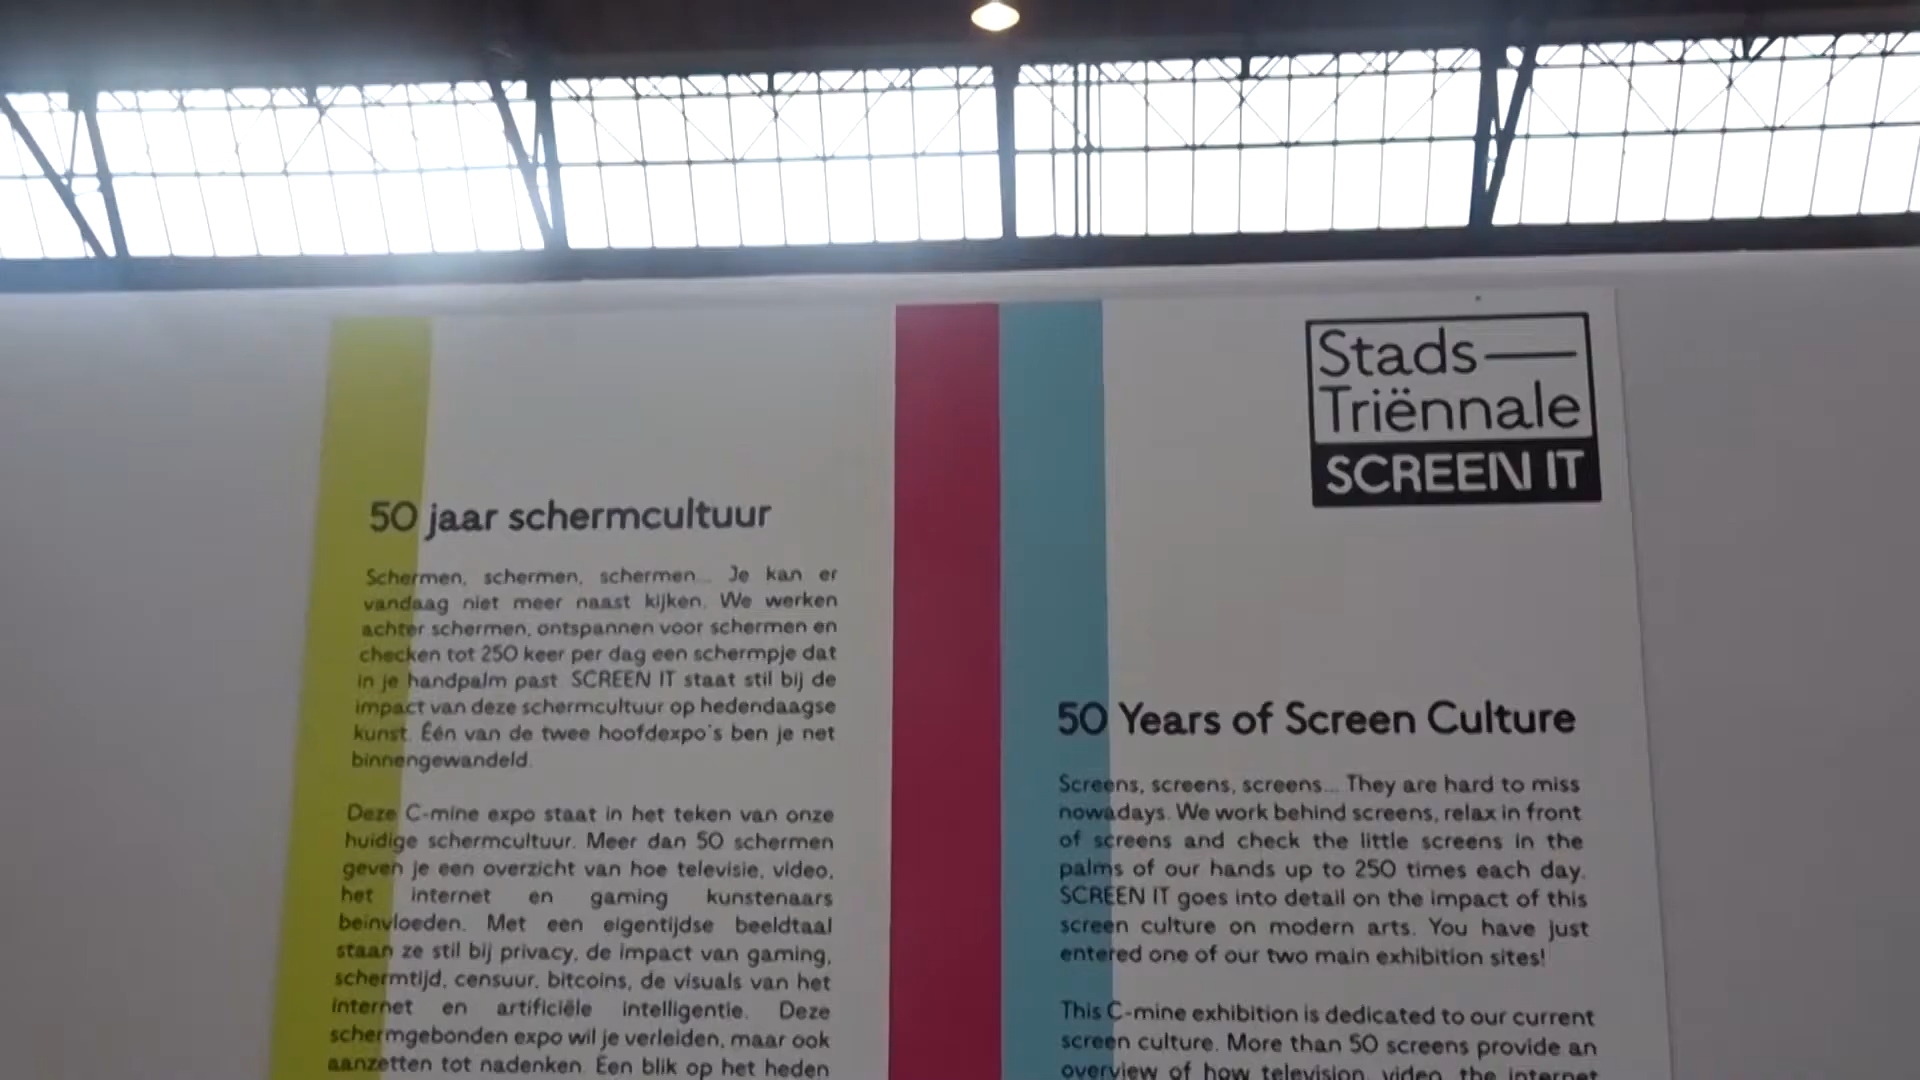 50 jaar schermcultuur
Schermen, schermen, schermen... Je kan er
vandaag niet meer naast kijken. We werken
achter schermen, ontspannen voor schermen en
checken tot 250 keer per dag een schermpje dat
in je handpalm past. SCREEN IT staat stil bij de
impact van deze schermcultuur op hedendaagse
kunst. Één van de twee hoofdexpo's ben je net
binnengewandeld.
Deze C-mine expo staat in het teken van onze
huidige schermcultuur. Meer dan 50 schermen
geven je een overzicht van hoe televisie, video,
het internet en gaming kunstenaars
beinvloeden. Met een eigentijdse beeldtaal
staan ze stil bij privacy, de impact van gaming,
schermtijd, censuur, bitcoins, de visuals van het
internet en artificiële intelligentie. Deze
schermgebonden expo wil je verleiden, maar ook
aanzetten tot nadenken. Een blik op het heden
Stads—
Triënnale
SCREEN IT
50 Years of Screen Culture
Screens, screens, screens... They are hard to miss
nowadays. We work behind screens, relax in front
of screens and check the little screens in the
palms of our hands up to 250 times each day.
SCREEN IT goes into detail on the impact of this
screen culture on modern arts. You have just
entered one of our two main exhibition sites!
This C-mine exhibition is dedicated to our current
screen culture. More than 50 screens provide an
overview of how television, video, the internet